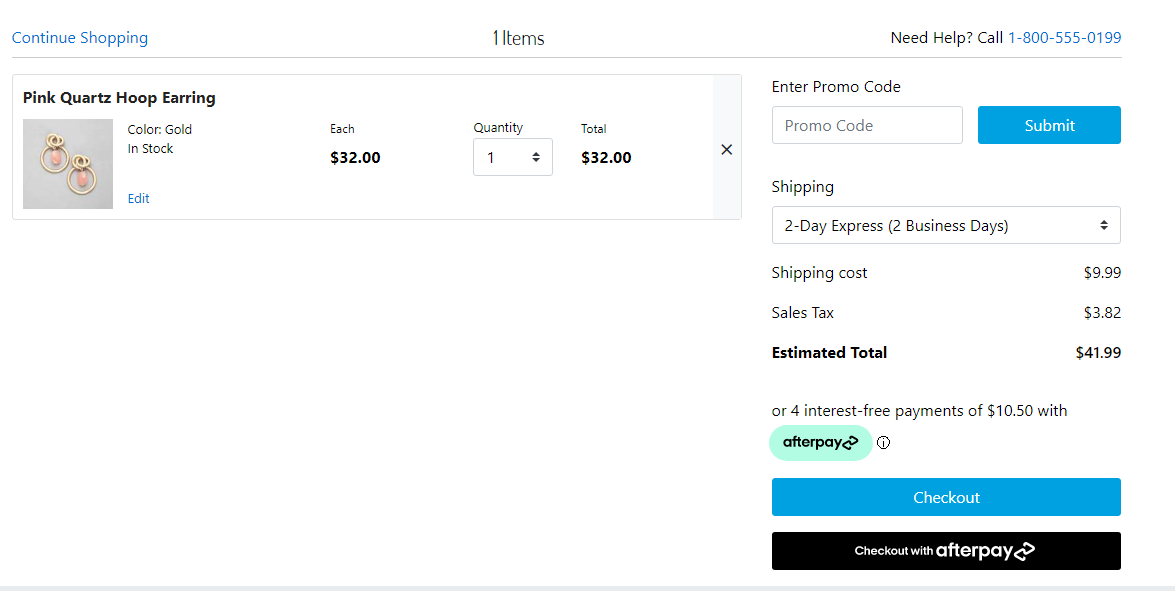 Continue Shopping
1 Items
Need Help? Call 1-800-555-0199
Pink Quartz Hoop Earring
Color: Gold
In Stock
Edit
Each
$32.00
Quantity
1
Total
$32.00
×
Enter Promo Code
Promo Code
Submit
Shipping
2-Day Express (2 Business Days)
Shipping cost $9.99
Sales Tax $3.82
Estimated Total $41.99
or 4 interest-free payments of $10.50 with
afterpay
Checkout
Checkout with afterpay